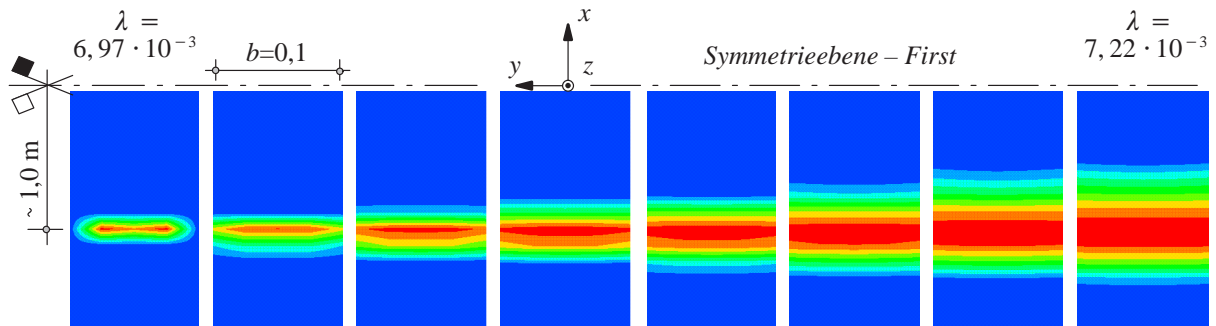 λ =
6,97 · 10⁻³
b=0,1
x
y
z
Symmetrieebene – First
λ =
7,22 · 10⁻³
~ 1,0 m